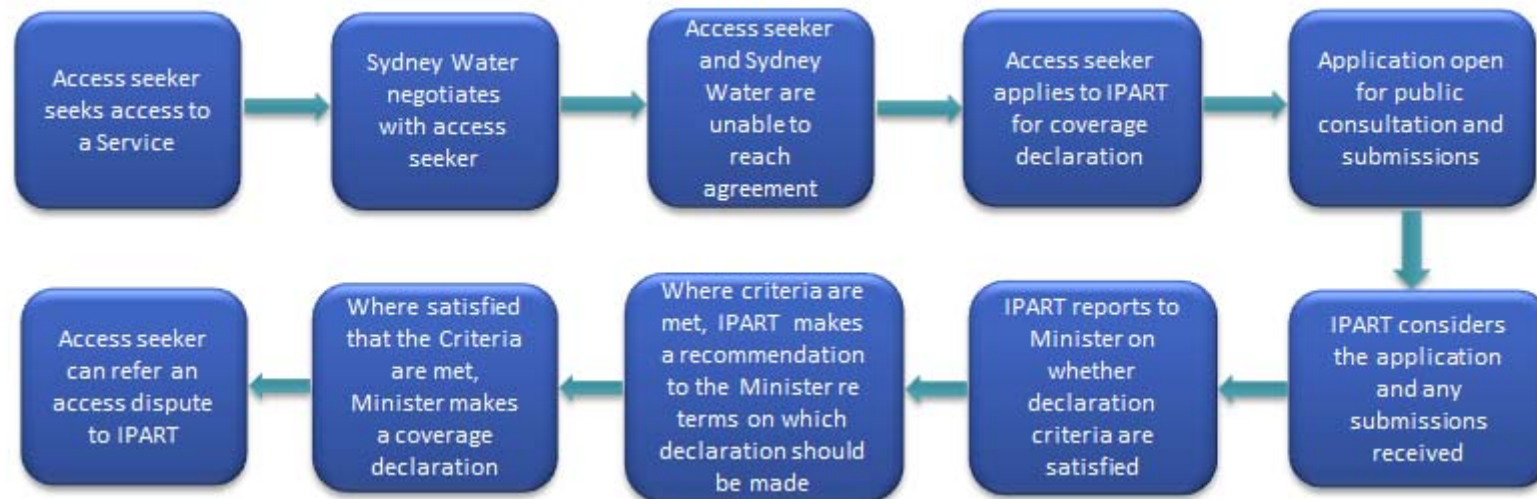 Access seeker
seeks access to
a Service
Sydney Water
negotiates
with access
seeker
Access seeker
and Sydney
Water are
unable to
reach
agreement
Access seeker
applies to IPART
for coverage
declaration
Application open
for public
consultation and
submissions
IPART considers
the application
and any
submissions
received
IPART reports to
Minister on
whether
declaration
criteria are
satisfied
Where criteria are
met, IPART makes
a recommendation
to the Minister re
terms on which
declaration should
be made
Where satisfied
that the Criteria
are met,
Minister makes
a coverage
declaration
Access seeker
can refer an
access dispute
to IPART